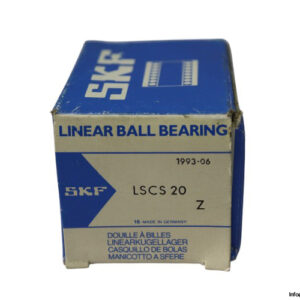 SKF
LINEAR BALL BEARING
1993-06
SKF
LSCS 20
Z
MADE IN GERMANY
DOUILLE À BILLES
LINEARKUGELLAGER
CASQUILLO DE BOLAS
MANICOTTO A SFERE